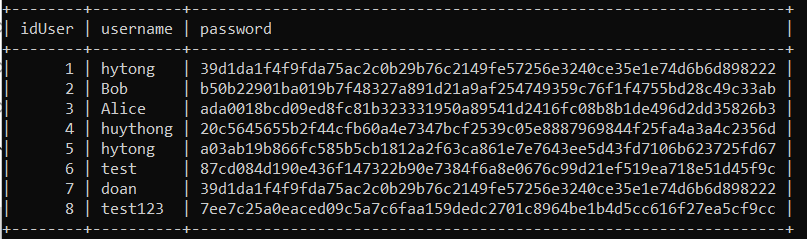 +--------+----------+------------------------------------------------------------------+
| idUser | username | password                                                         |
+--------+----------+------------------------------------------------------------------+
|      1 | hytong   | 39d1da1f4f9fda75ac2c0b29b76c2149fe57256e3240ce35e1e74d6b6d898222 |
|      2 | Bob      | b50b22901ba019b7f48327a891d21a9af254749359c76f1f4755bd28c49c33ab |
|      3 | Alice    | ada0018bcd09ed8fc81b323331950a89541d2416fc08b8b1de496d2dd35826b3 |
|      4 | huythong | 20c5645655b2f44cfb60a4e7347bcf2539c05e8887969844f25fa4a3a4c2356d |
|      5 | hytong   | a03ab19b866fc585b5cb1812a2f63ca861e7e7643ee5d43fd7106b623725fd67 |
|      6 | test     | 87cd084d190e436f147322b90e7384f6a8e0676c99d21ef519ea718e51d45f9c |
|      7 | doan     | 39d1da1f4f9fda75ac2c0b29b76c2149fe57256e3240ce35e1e74d6b6d898222 |
|      8 | test123  | 7ee7c25a0eaced09c5a7c6faa159dedc2701c8964be1b4d5cc616f27ea5cf9cc |
+--------+----------+------------------------------------------------------------------+